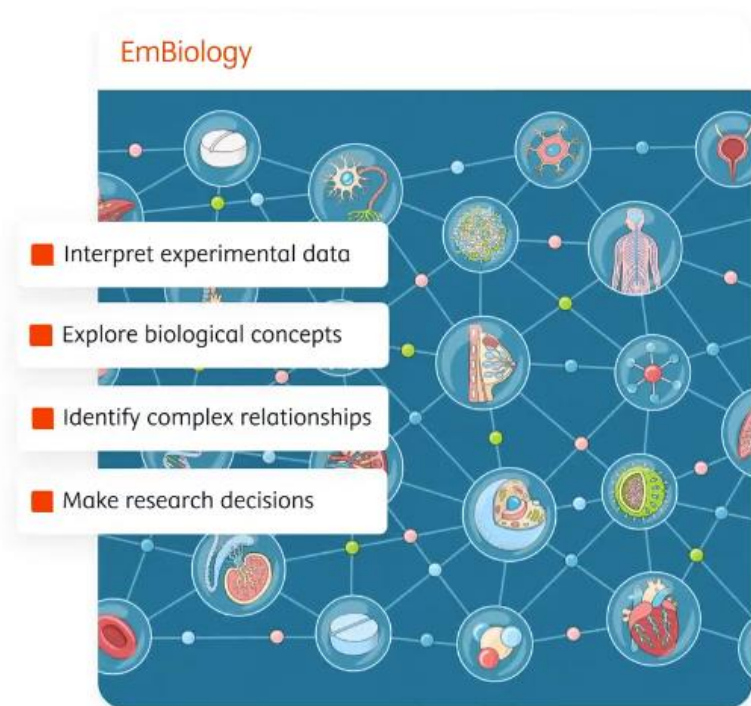 EmBiology
Interpret experimental data
Explore biological concepts
Identify complex relationships
Make research decisions